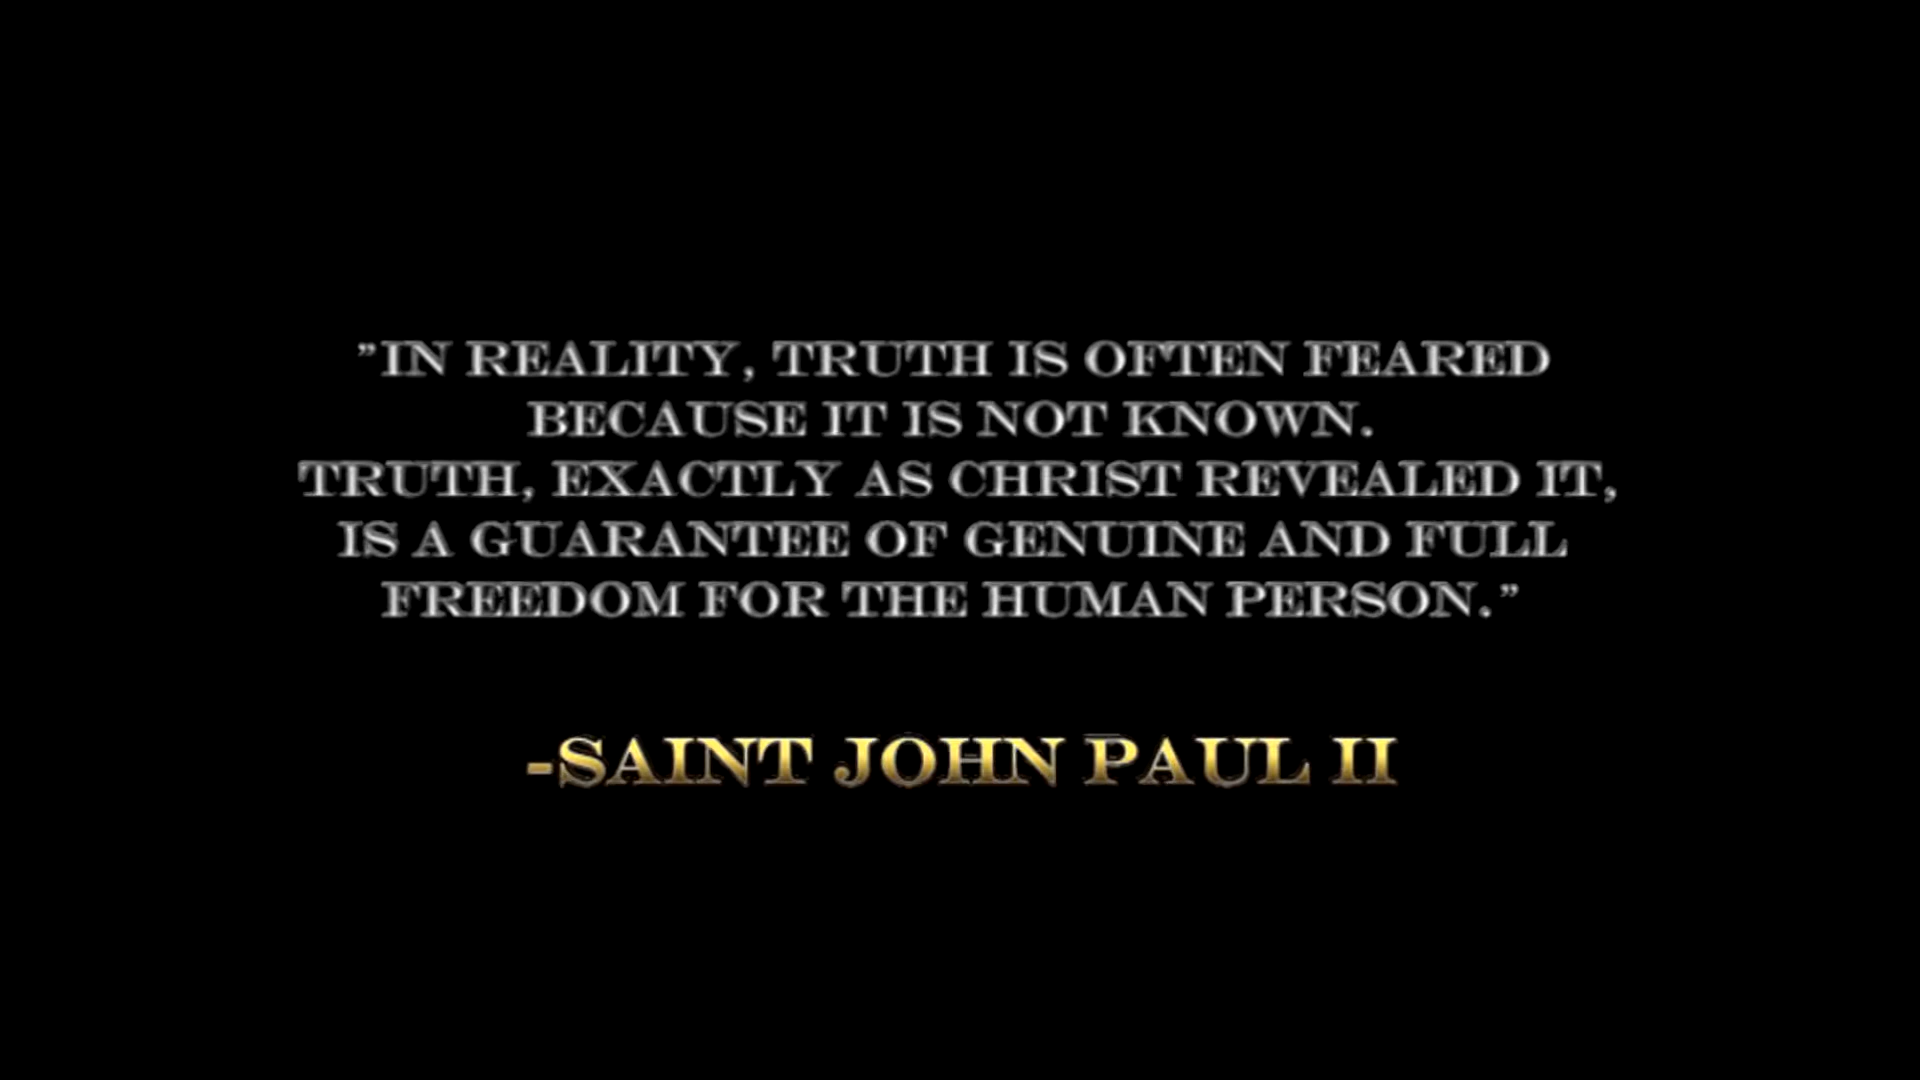 ”IN REALITY, TRUTH IS OFTEN FEARED
BECAUSE IT IS NOT KNOWN.
TRUTH, EXACTLY AS CHRIST REVEALED IT,
IS A GUARANTEE OF GENUINE AND FULL
FREEDOM FOR THE HUMAN PERSON.”
-SAINT JOHN PAUL II